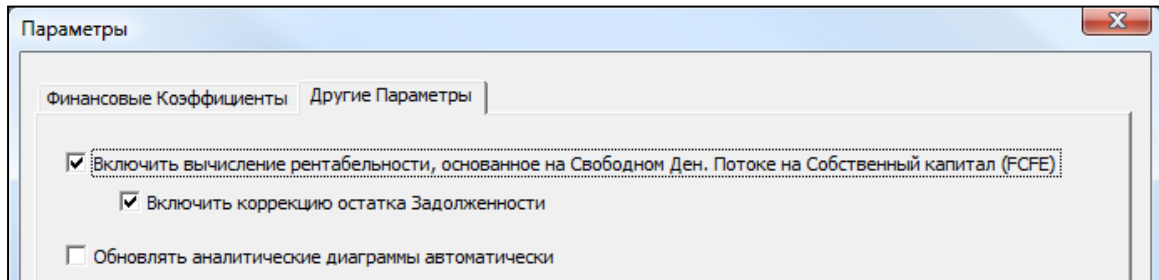 Параметры
Финансовые Коэффициенты Другие Параметры
Включить вычисление рентабельности, основанное на Свободном Ден. Потоке на Собственный капитал (FCFE)
Включить коррекцию остатка Задолженности
Обновлять аналитические диаграммы автоматически